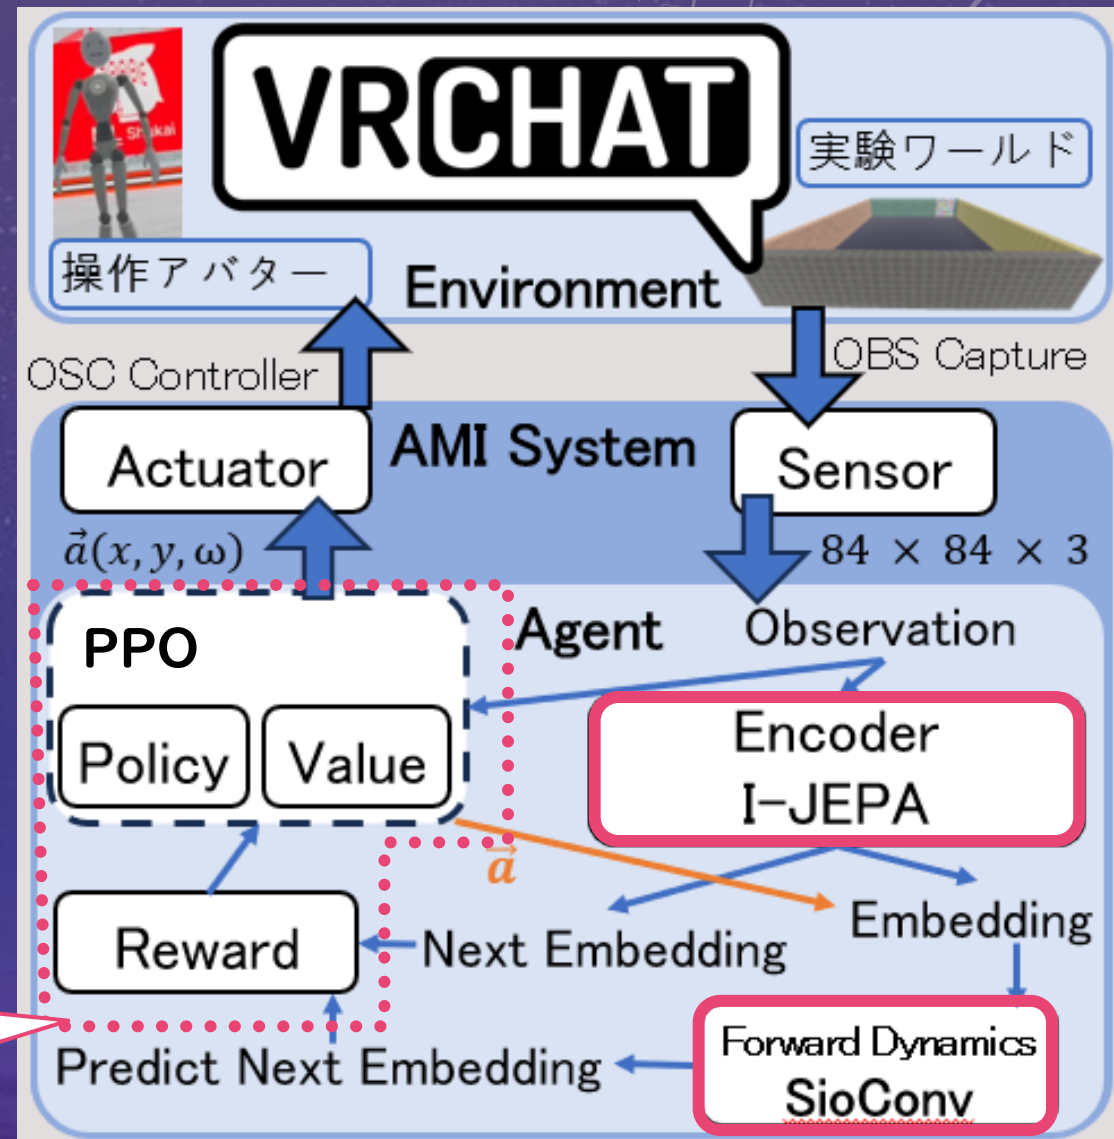 VRCHAT
実験ワールド
操作アバター
Environment
OSC Controller
OBS Capture
Actuator
AMI System
Sensor
a⃗(x, y, ω)
84 × 84 × 3
PPO
Agent
Observation
Policy
Value
Encoder
I-JEPA
a⃗
Embedding
Reward
Next Embedding
Forward Dynamics
SioConv
Predict Next Embedding